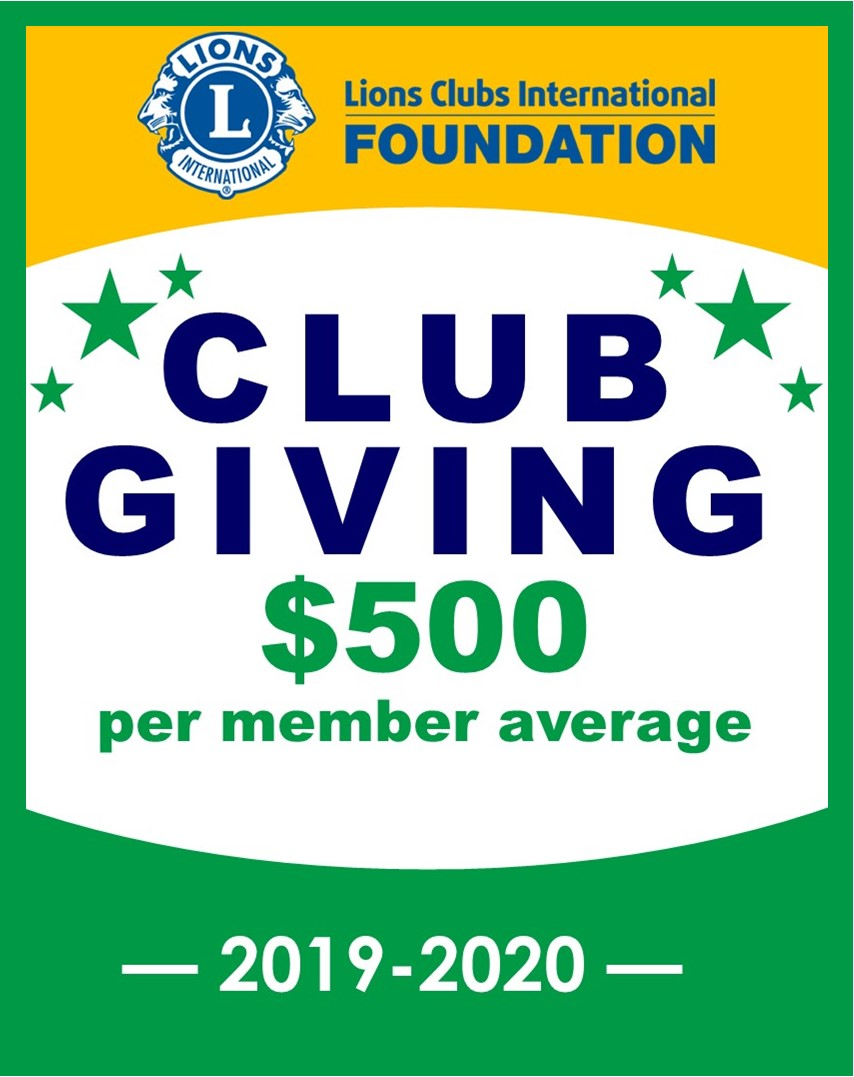 LIONS
L
INTERNATIONAL
®
Lions Clubs International
FOUNDATION
CLUB
GIVING
$500
per member average
— 2019-2020 —